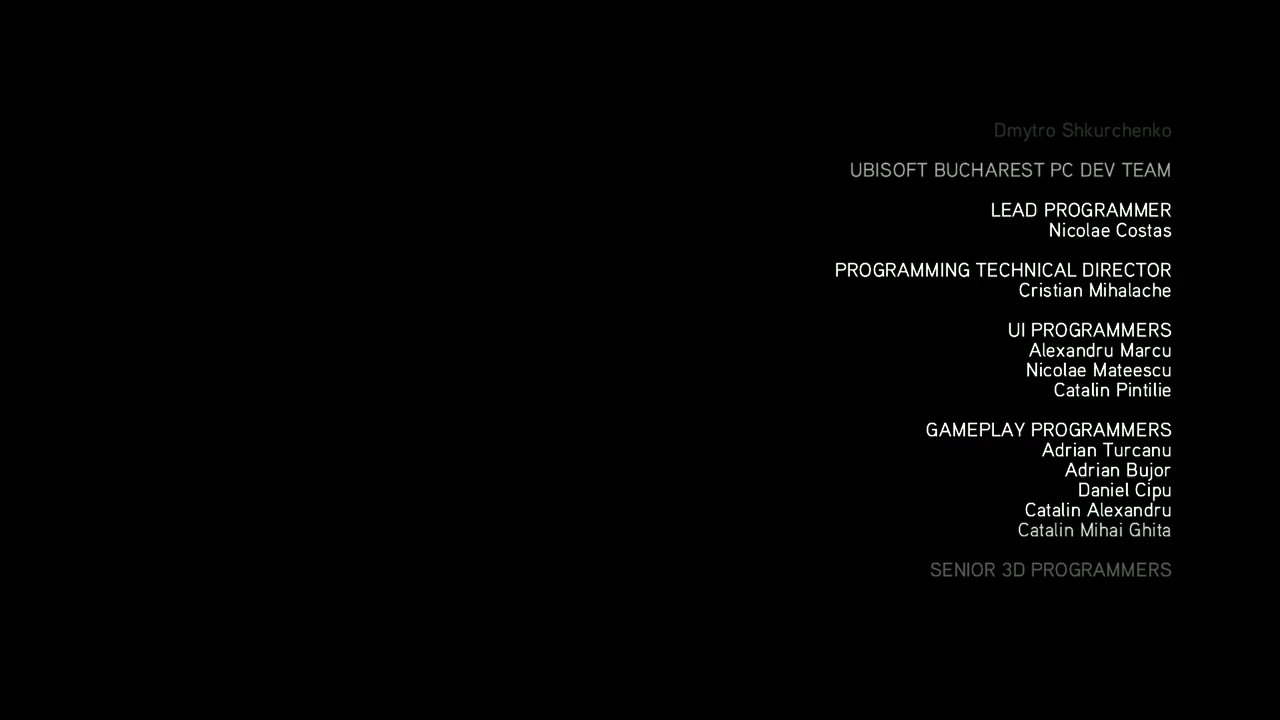 Dmytro Shkurchenko
UBISOFT BUCHAREST PC DEV TEAM
LEAD PROGRAMMER
Nicolae Costas
PROGRAMMING TECHNICAL DIRECTOR
Cristian Mihalache
UI PROGRAMMERS
Alexandru Marcu
Nicolae Mateescu
Catalin Pintilie
GAMEPLAY PROGRAMMERS
Adrian Turcanu
Adrian Bujor
Daniel Cipu
Catalin Alexandru
Catalin Mihai Ghita
SENIOR 3D PROGRAMMERS